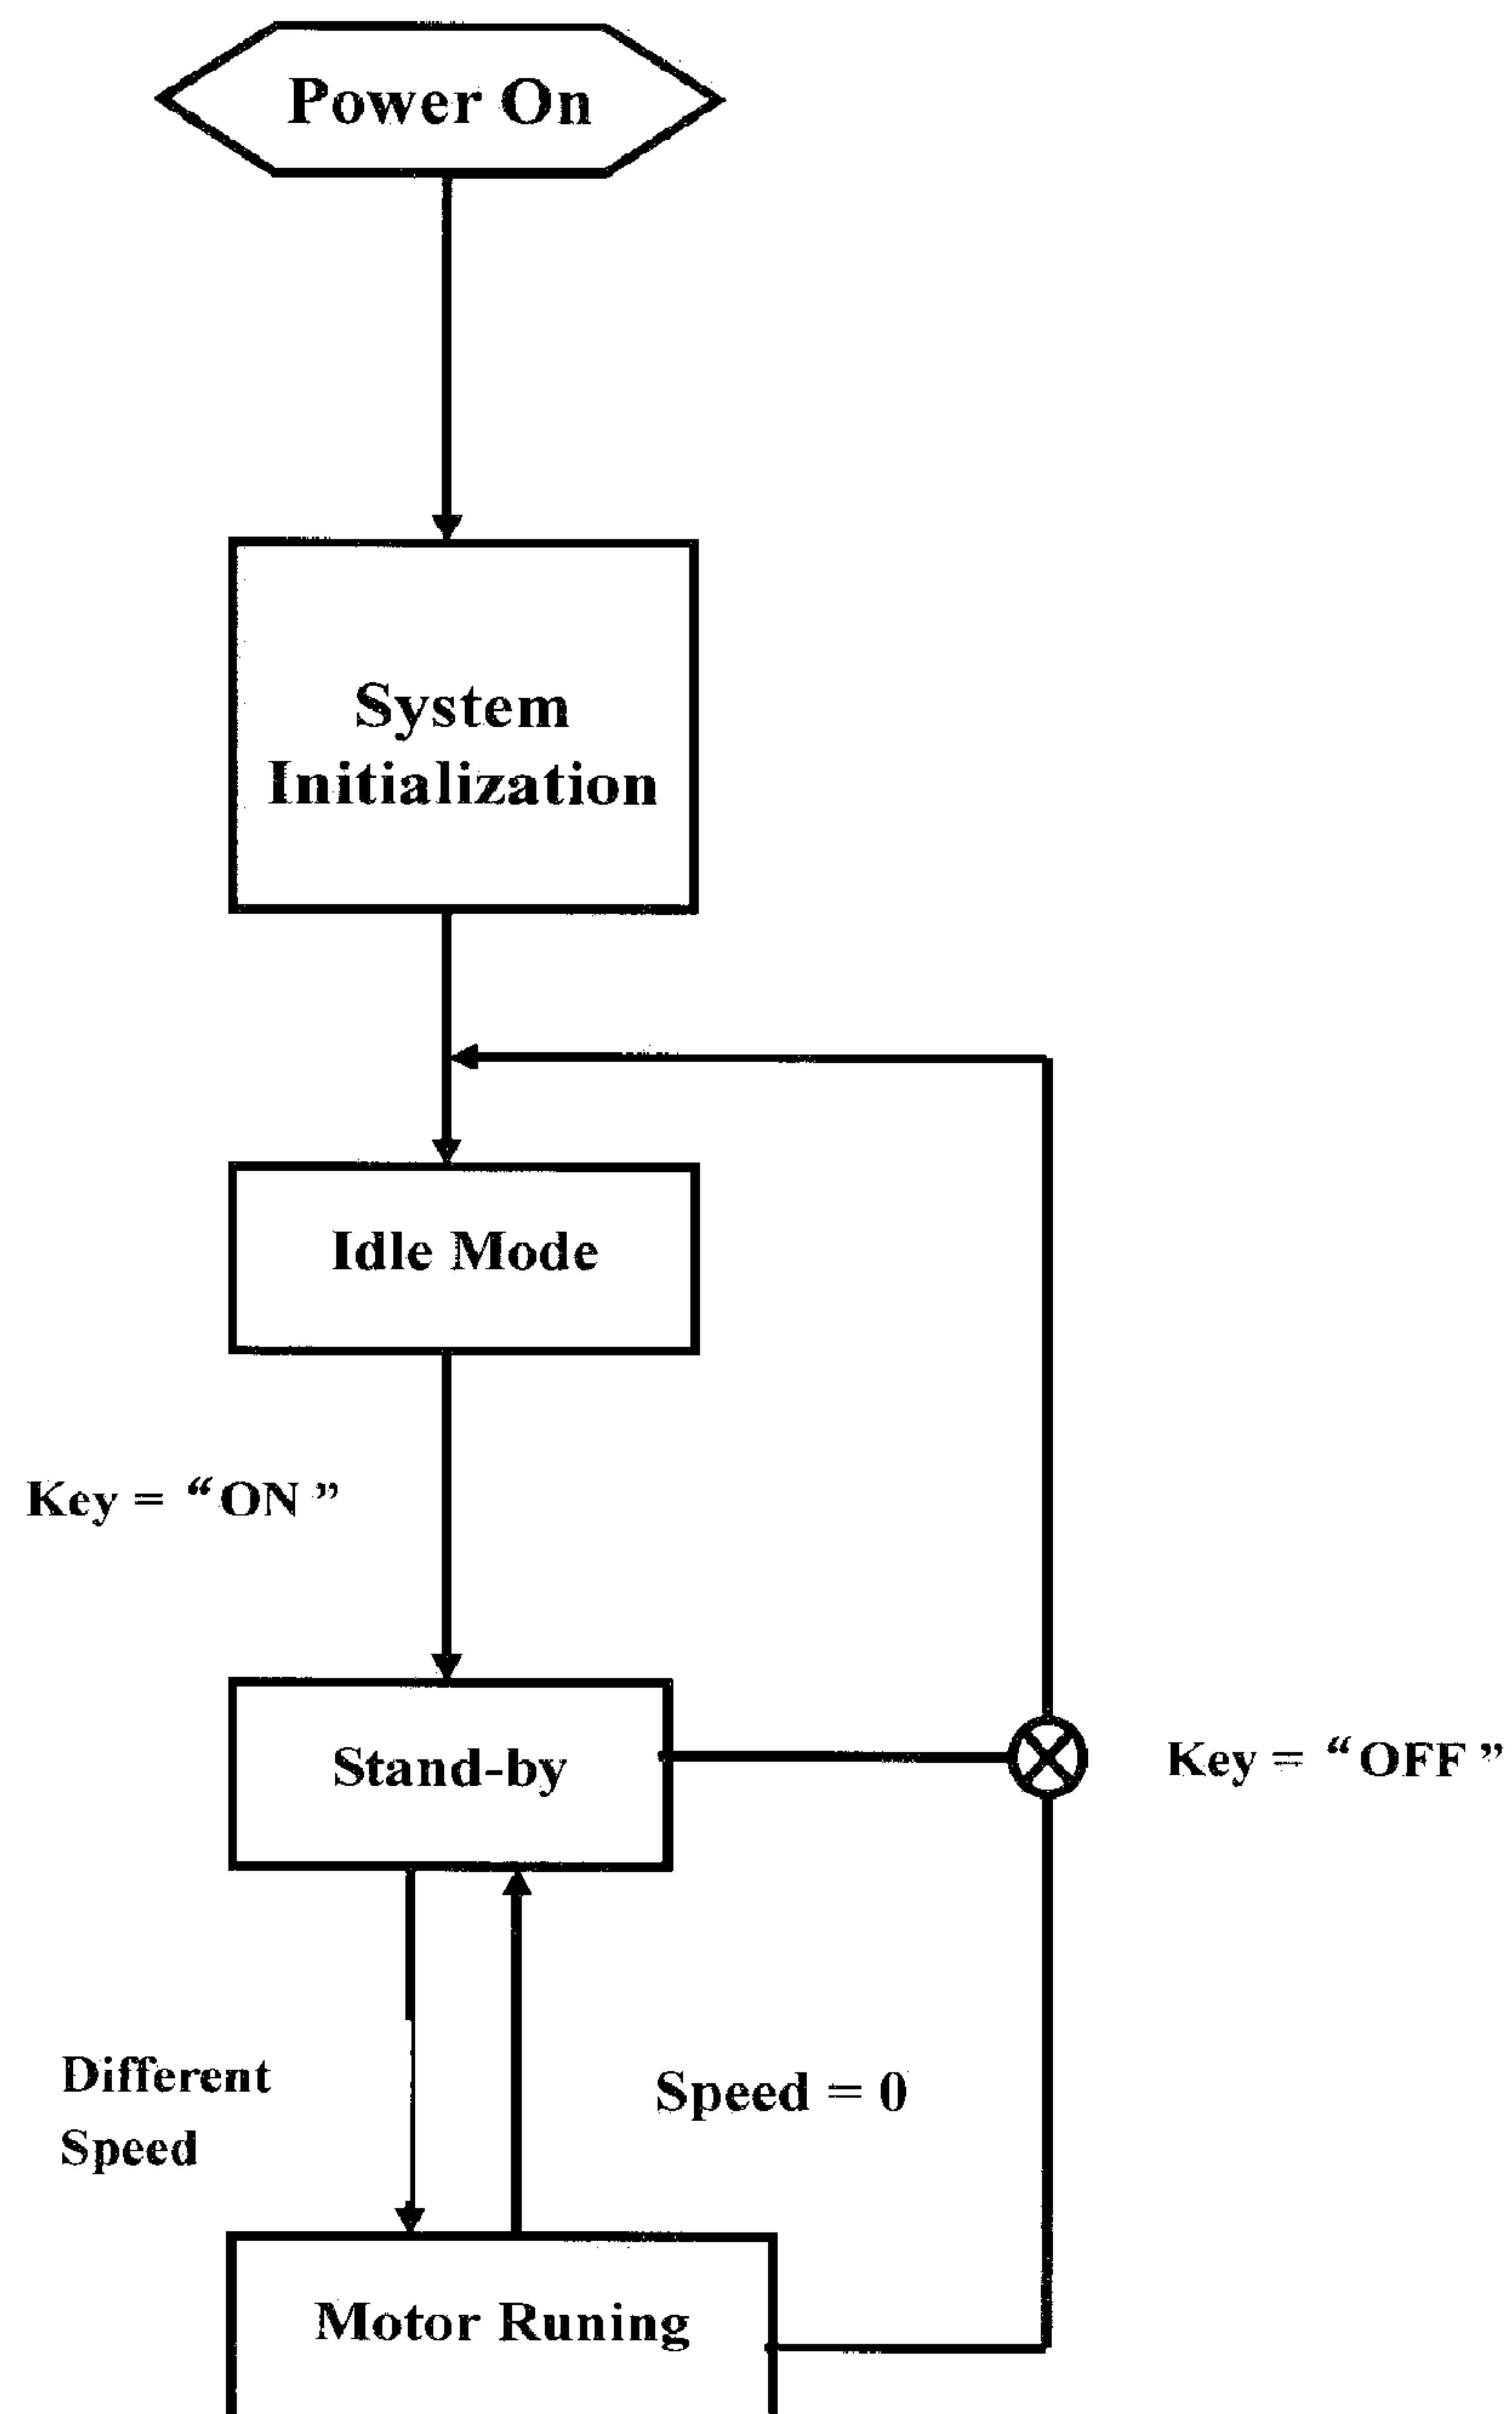 Power On
System
Initialization
Idle Mode
Key = “ON”
Stand-by
Key = “OFF”
Different
Speed
Speed = 0
Motor Runing